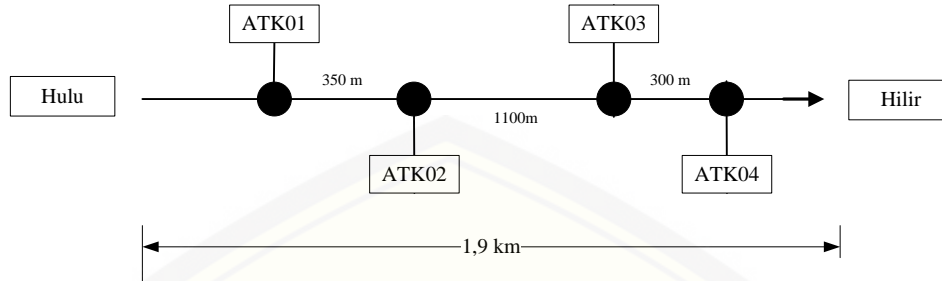 ATK01
ATK03
350 m
300 m
Hulu
Hilir
1100m
ATK02
ATK04
1,9 km